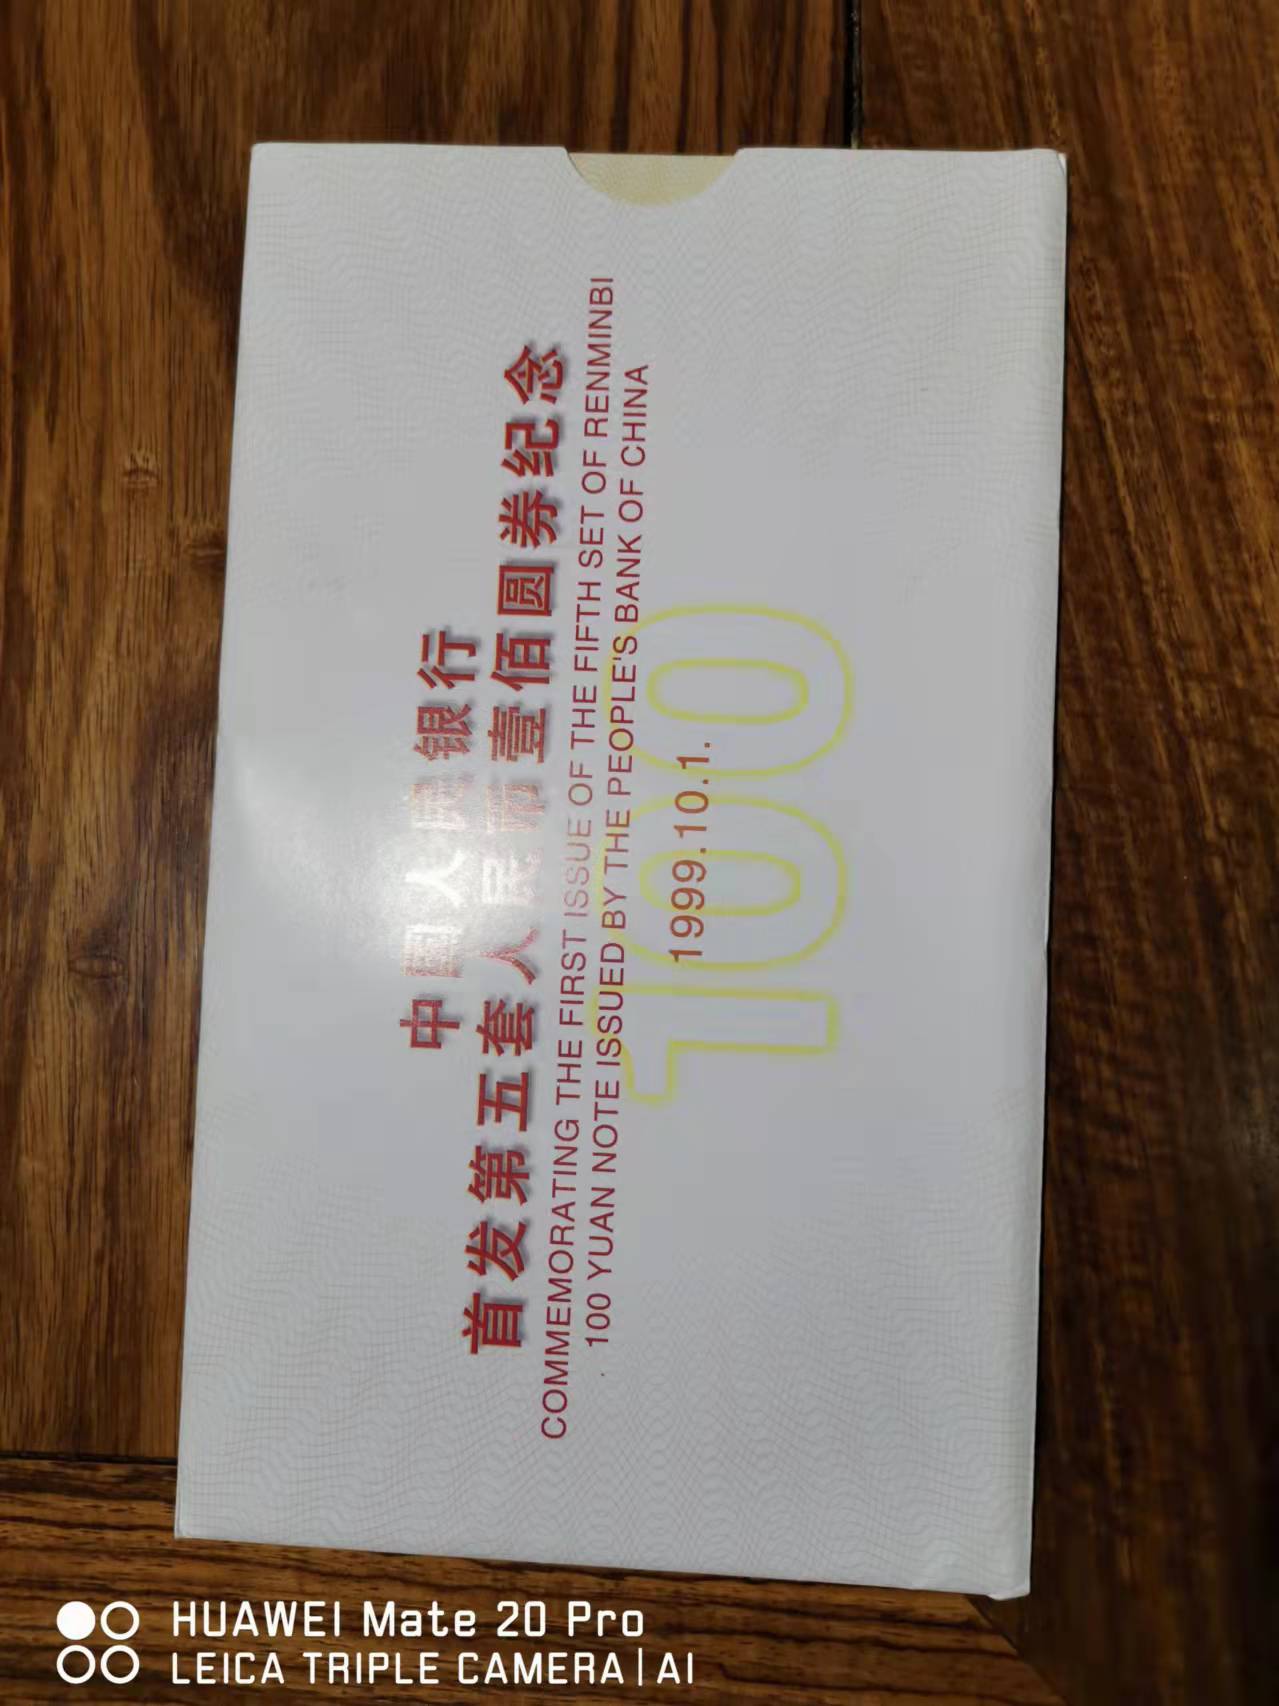 中國人民银行
首发第五套人民币壹佰圆券纪念
COMMEMORATING THE FIRST ISSUE OF THE FIFTH SET OF RENMINBI
100 YUAN NOTE ISSUED BY THE PEOPLE'S BANK OF CHINA
100
1999.10.1.
HUAWEI Mate 20 Pro
LEICA TRIPLE CAMERA | AI